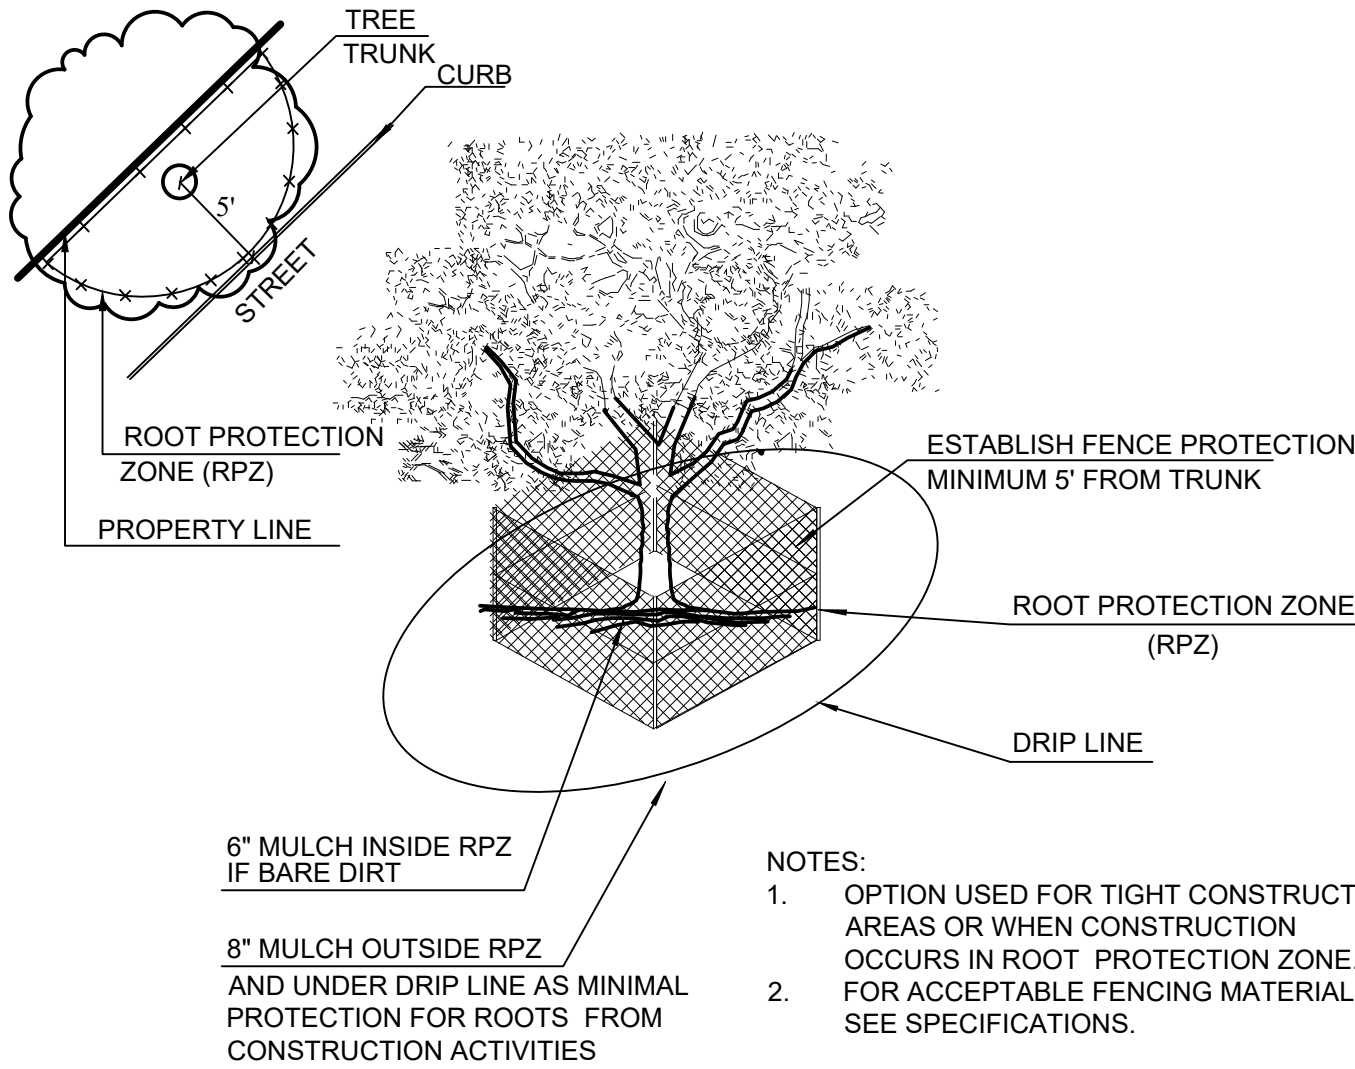 TREE
TRUNK
CURB
5'
STREET
ROOT PROTECTION
ZONE (RPZ)
PROPERTY LINE
ESTABLISH FENCE PROTECTION
MINIMUM 5' FROM TRUNK
ROOT PROTECTION ZONE
(RPZ)
DRIP LINE
6" MULCH INSIDE RPZ
IF BARE DIRT
8" MULCH OUTSIDE RPZ
AND UNDER DRIP LINE AS MINIMAL
PROTECTION FOR ROOTS FROM
CONSTRUCTION ACTIVITIES
NOTES:
1. OPTION USED FOR TIGHT CONSTRUCT
AREAS OR WHEN CONSTRUCTION
OCCURS IN ROOT PROTECTION ZONE.
2. FOR ACCEPTABLE FENCING MATERIAL
SEE SPECIFICATIONS.